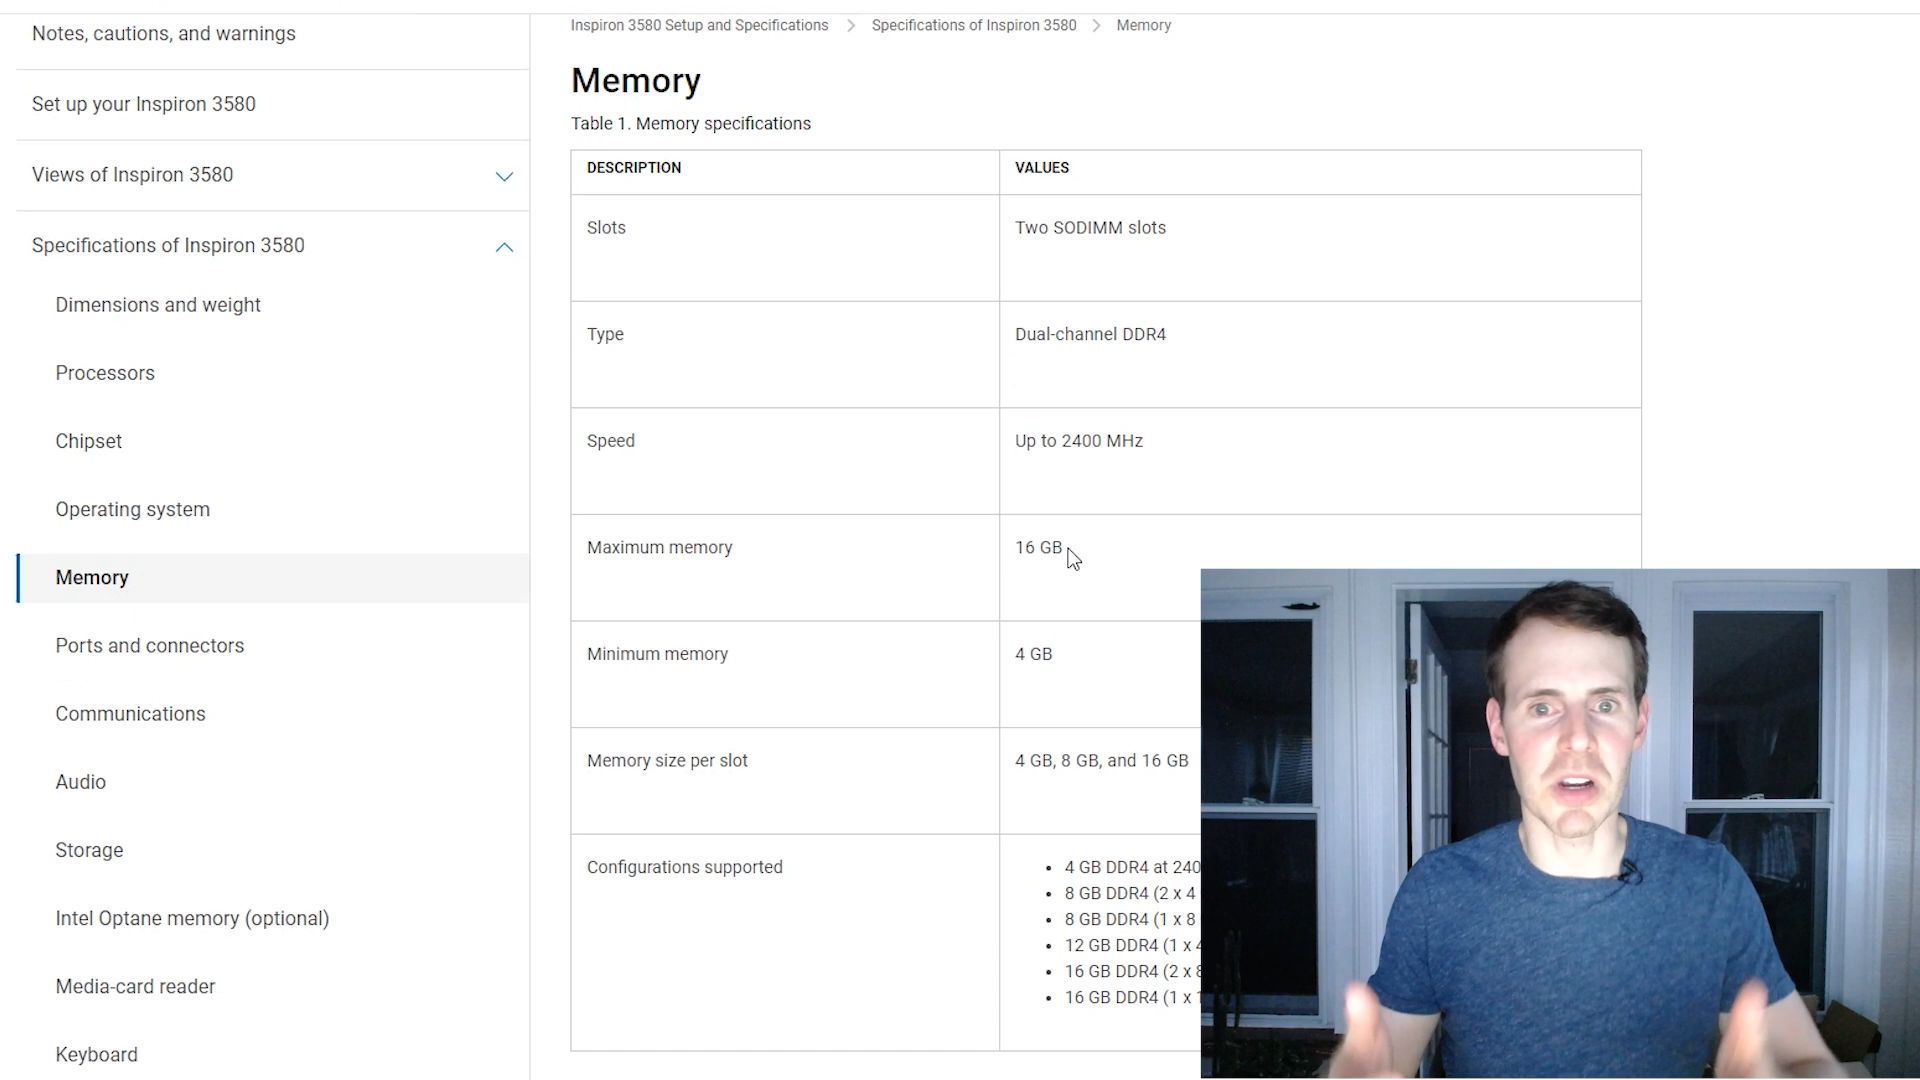 Notes, cautions, and warnings
Set up your Inspiron 3580
Views of Inspiron 3580
Specifications of Inspiron 3580
Dimensions and weight
Processors
Chipset
Operating system
Memory
Ports and connectors
Communications
Audio
Storage
Intel Optane memory (optional)
Media-card reader
Keyboard
Inspiron 3580 Setup and Specifications > Specifications of Inspiron 3580 > Memory
Memory
Table 1. Memory specifications
DESCRIPTION VALUES
Slots Two SODIMM slots
Type Dual-channel DDR4
Speed Up to 2400 MHz
Maximum memory 16 GB
Minimum memory 4 GB
Memory size per slot 4 GB, 8 GB, and 16 GB
Configurations supported
• 4 GB DDR4 at 240
• 8 GB DDR4 (2 x 4
• 8 GB DDR4 (1 x 8
• 12 GB DDR4 (1 x 4
• 16 GB DDR4 (2 x 8
• 16 GB DDR4 (1 x 1